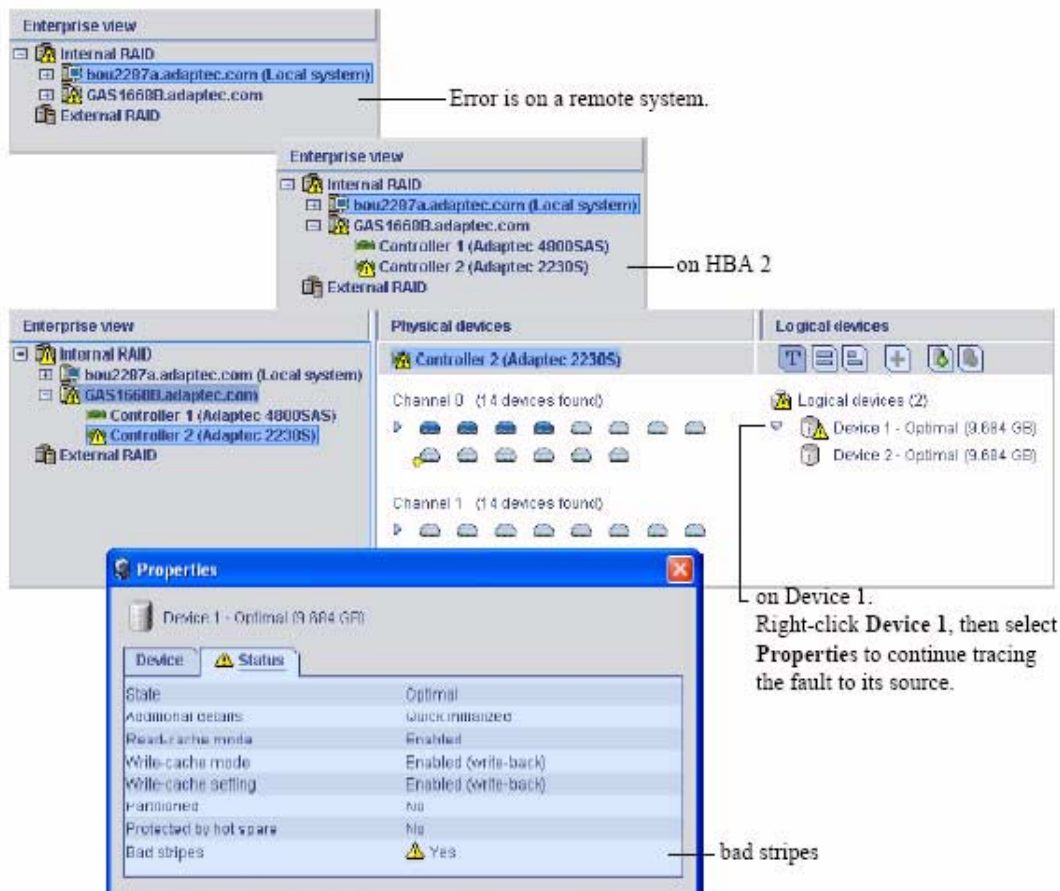 Enterprise view
Internal RAID
bou2287a.adaptec.com (Local system)
GAS1668B.adaptec.com
External RAID
Error is on a remote system.
Enterprise view
Internal RAID
bou2287a.adaptec.com (Local system)
GAS1668B.adaptec.com
Controller 1 (Adaptec 4800SAS)
Controller 2 (Adaptec 2230S)
External RAID
on HBA 2
Enterprise view
Internal RAID
bou2287a.adaptec.com (Local system)
GAS1668B.adaptec.com
Controller 1 (Adaptec 4800SAS)
Controller 2 (Adaptec 2230S)
External RAID
Physical devices
Controller 2 (Adaptec 2230S)
Channel 0 (14 devices found)
Channel 1 (14 devices found)
Logical devices
T
Logical devices (2)
Device 1 - Optimal (9.684 GB)
Device 2 - Optimal (9.684 GB)
on Device 1.
Right-click Device 1, then select
Properties to continue tracing
the fault to its source.
Properties
Device 1 - Optimal (9.684 GB)
Device
Status
State Optimal
Additional details Quick initialized
Read-cache mode Enabled
Write-cache mode Enabled (write-back)
Write-cache setting Enabled (write-back)
Partitioned No
Protected by hot spare No
Bad stripes Yes
bad stripes